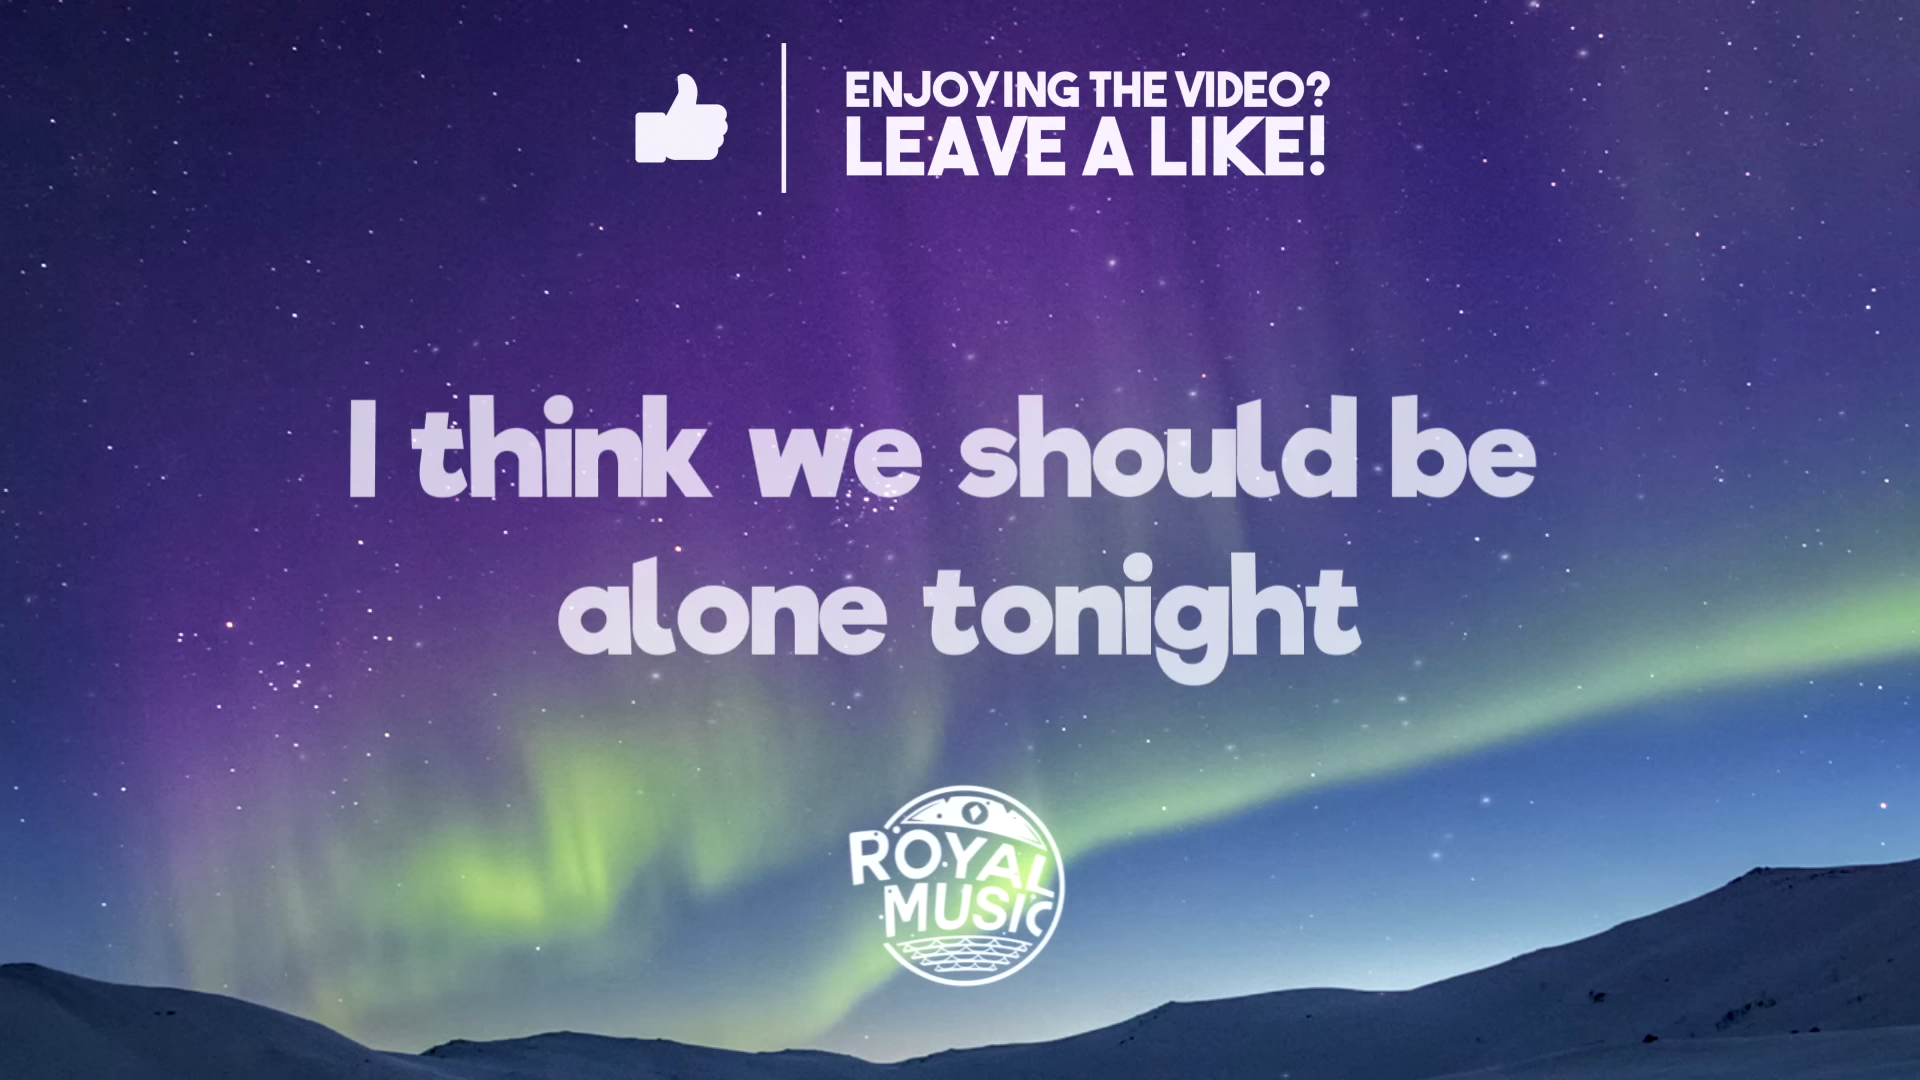 ENJOYING THE VIDEO?
LEAVE A LIKE!
I think we should be
alone tonight
ROYAL
MUSIC